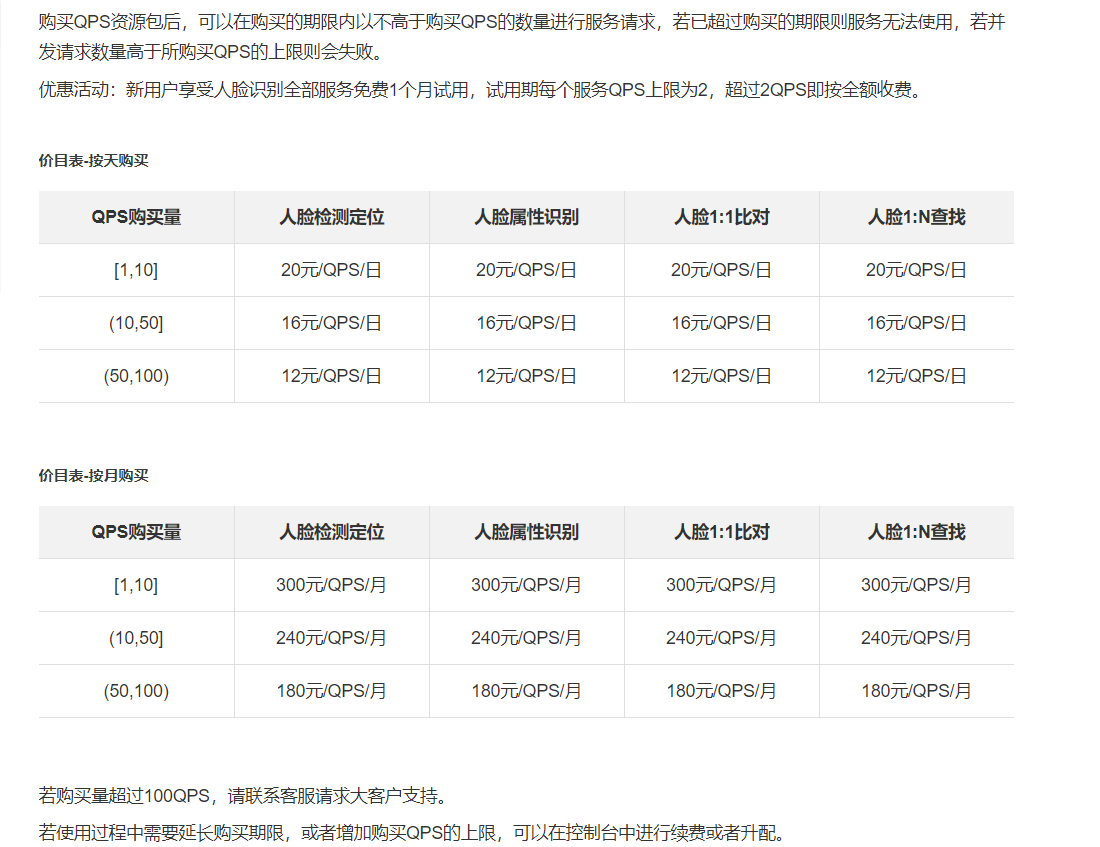 购买QPS资源包后，可以在购买的期限内以不高于购买QPS的数量进行服务请求，若已超过购买的期限则服务无法使用，若并
发请求数量高于所购买QPS的上限则会失败。
优惠活动：新用户享受人脸识别全部服务免费1个月试用，试用期每个服务QPS上限为2，超过2QPS即按全额收费。
价目表-按天购买
QPS购买量 人脸检测定位 人脸属性识别 人脸1:1比对 人脸1:N查找
[1,10] 20元/QPS/日 20元/QPS/日 20元/QPS/日 20元/QPS/日
(10,50] 16元/QPS/日 16元/QPS/日 16元/QPS/日 16元/QPS/日
(50,100) 12元/QPS/日 12元/QPS/日 12元/QPS/日 12元/QPS/日
价目表-按月购买
QPS购买量 人脸检测定位 人脸属性识别 人脸1:1比对 人脸1:N查找
[1,10] 300元/QPS/月 300元/QPS/月 300元/QPS/月 300元/QPS/月
(10,50] 240元/QPS/月 240元/QPS/月 240元/QPS/月 240元/QPS/月
(50,100) 180元/QPS/月 180元/QPS/月 180元/QPS/月 180元/QPS/月
若购买量超过100QPS，请联系客服请求大客户支持。
若使用过程中需要延长购买期限，或者增加购买QPS的上限，可以在控制台中进行续费或者升配。